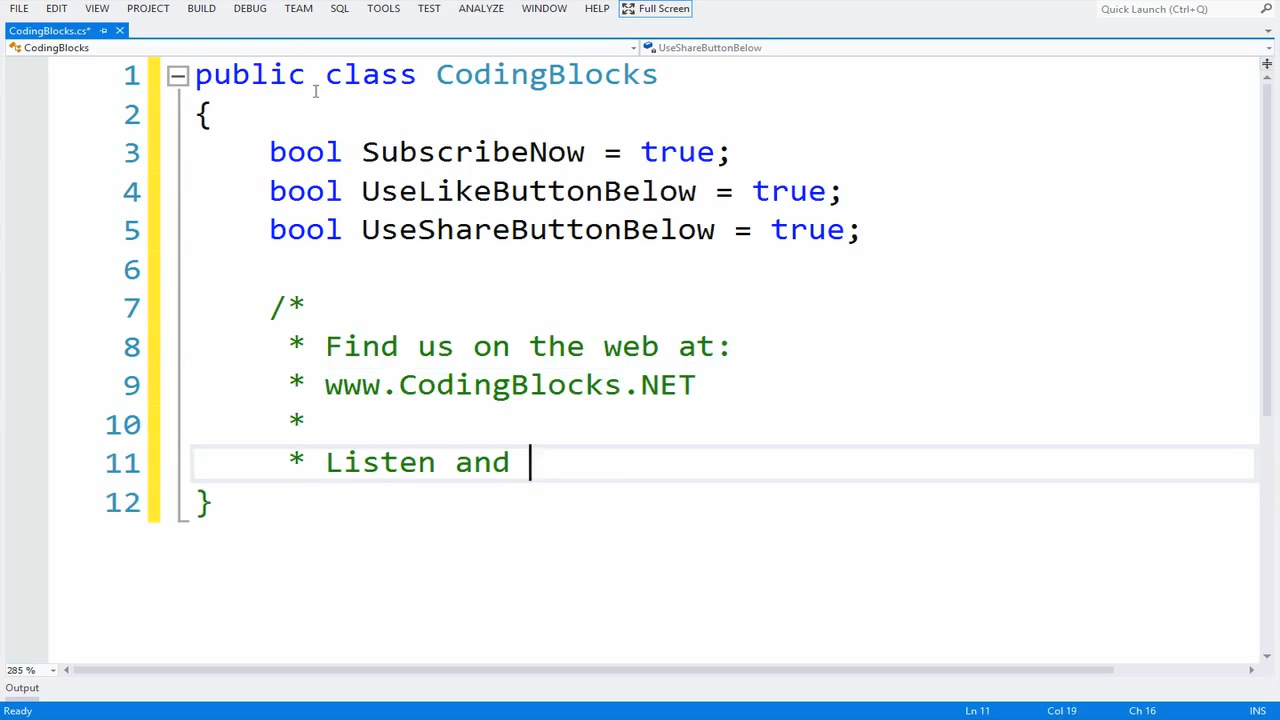 FILE EDIT VIEW PROJECT BUILD DEBUG TEAM SQL TOOLS TEST ANALYZE WINDOW HELP Full Screen Quick Launch (Ctrl+Q)
CodingBlocks.cs*
CodingBlocks UseShareButtonBelow
1 public class CodingBlocks
2 {
3 bool SubscribeNow = true;
4 bool UseLikeButtonBelow = true;
5 bool UseShareButtonBelow = true;
6
7 /*
8 * Find us on the web at:
9 * www.CodingBlocks.NET
10 *
11 * Listen and
12 }
285 %
Output
Ready Ln 11 Col 19 Ch 16 INS